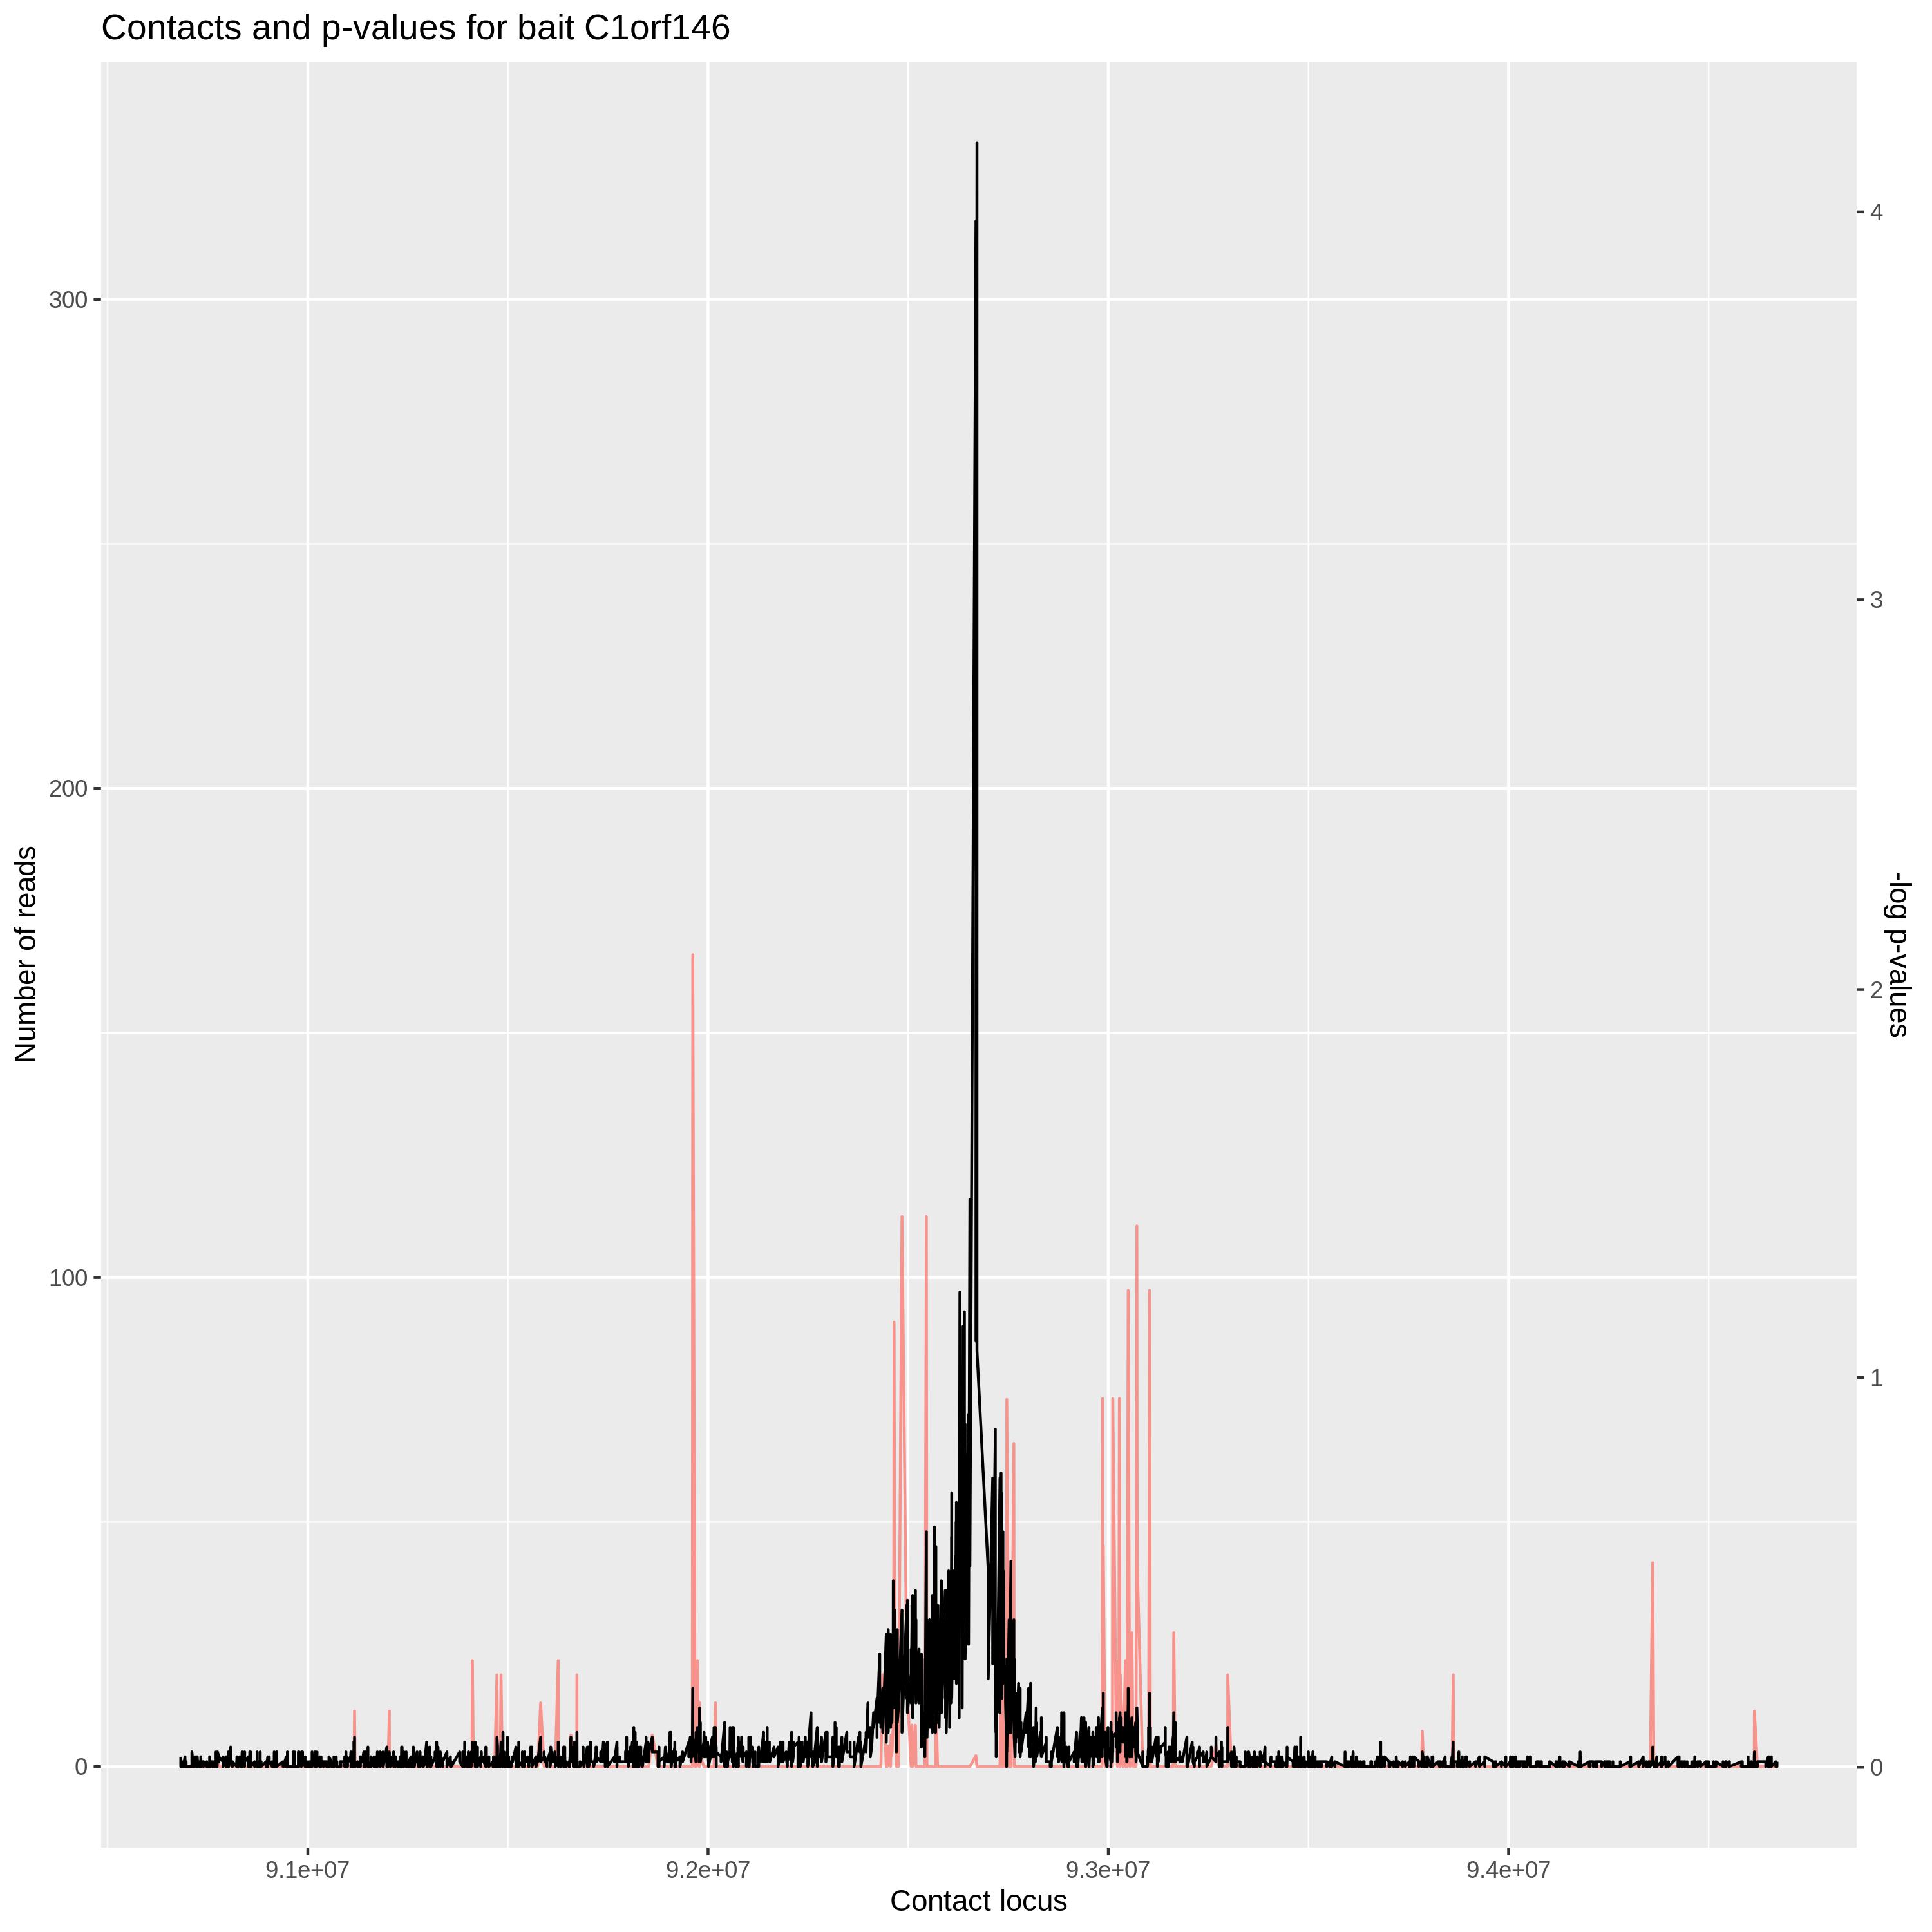 Contacts and p-values for bait C1orf146
Number of reads
300
200
100
0
4
3
2
1
0
-log p-values
9.1e+07
9.2e+07
9.3e+07
9.4e+07
Contact locus